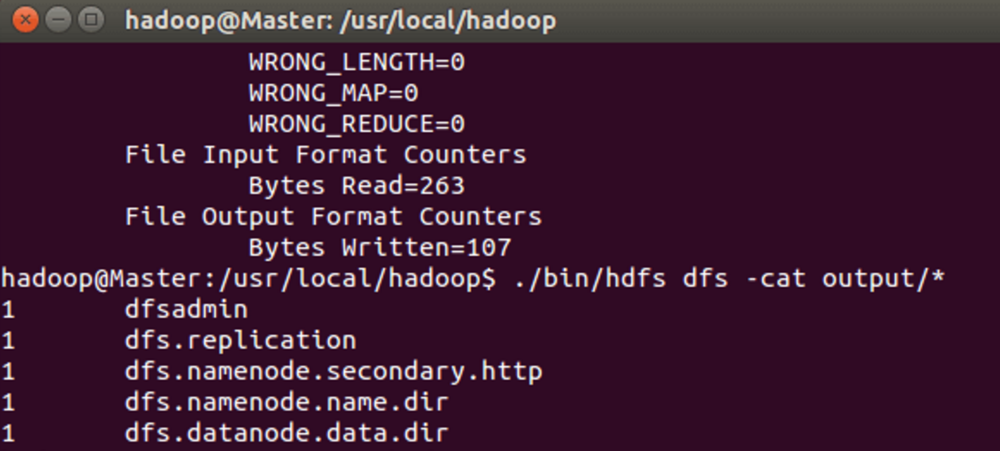 hadoop@Master: /usr/local/hadoop
WRONG_LENGTH=0
WRONG_MAP=0
WRONG_REDUCE=0
File Input Format Counters
Bytes Read=263
File Output Format Counters
Bytes Written=107
hadoop@Master:/usr/local/hadoop$ ./bin/hdfs dfs -cat output/*
1 dfsadmin
1 dfs.replication
1 dfs.namenode.secondary.http
1 dfs.namenode.name.dir
1 dfs.datanode.data.dir